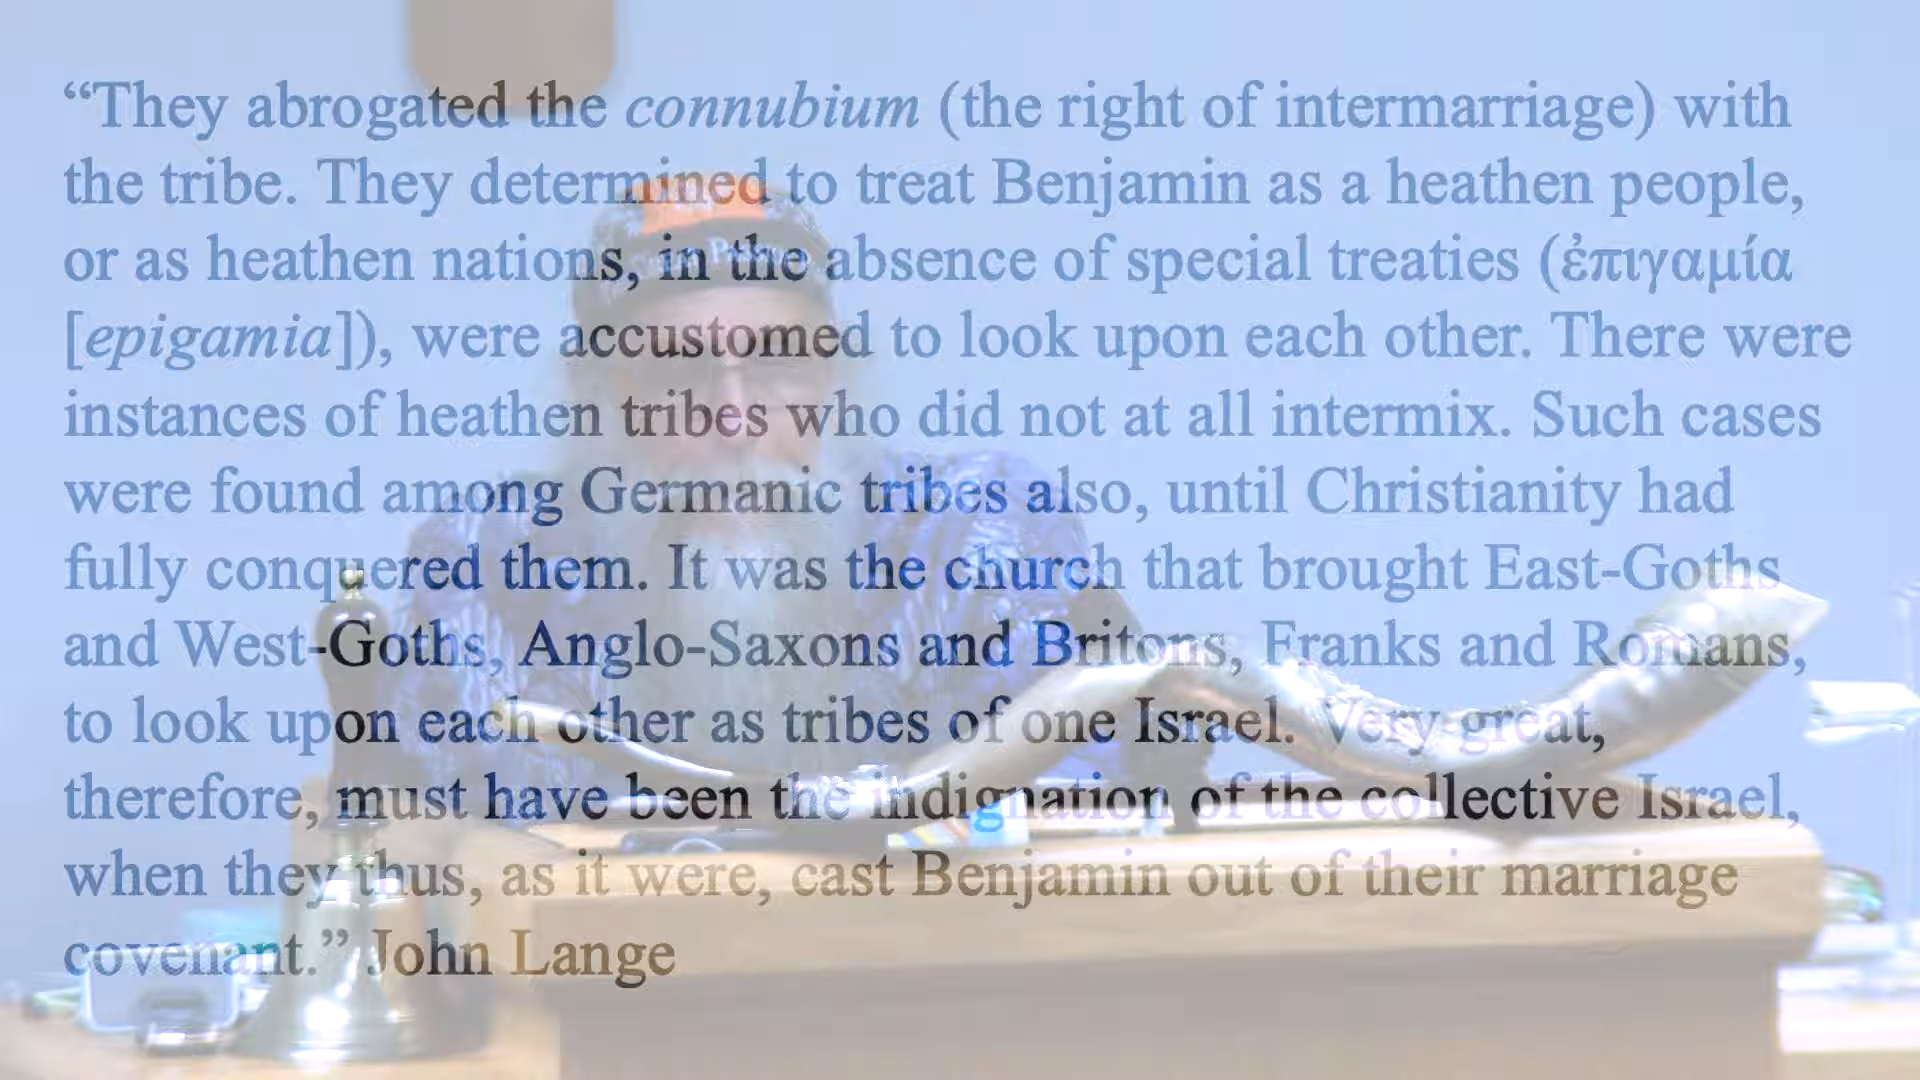 “They abrogated the connubium (the right of intermarriage) with
the tribe. They determined to treat Benjamin as a heathen people,
or as heathen nations, in the absence of special treaties (ἐπιγαμία
[epigamia]), were accustomed to look upon each other. There were
instances of heathen tribes who did not at all intermix. Such cases
were found among Germanic tribes also, until Christianity had
fully conquered them. It was the church that brought East-Goths
and West-Goths, Anglo-Saxons and Britons, Franks and Romans,
to look upon each other as tribes of one Israel. Very great,
therefore, must have been the indignation of the collective Israel,
when they thus, as it were, cast Benjamin out of their marriage
covenant.” John Lange